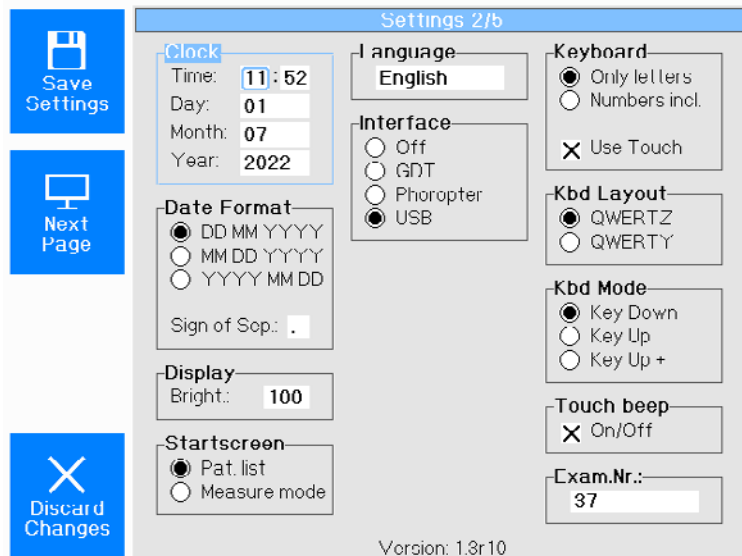 Settings 2/5
Save
Settings
Next
Page
Discard
Changes
Clock
Time: 11 : 52
Day: 01
Month: 07
Year: 2022
Date Format
DD MM YYYY
MM DD YYYY
YYYY MM DD
Sign of Sep.: .
Display
Bright.: 100
Startscreen
Pat. list
Measure mode
Language
English
Interface
Off
GDT
Phoropter
USB
Keyboard
Only letters
Numbers incl.
Use Touch
Kbd Layout
QWERTZ
QWERTY
Kbd Mode
Key Down
Key Up
Key Up +
Touch beep
On/Off
Exam.Nr.:
37
Version: 1.3r10